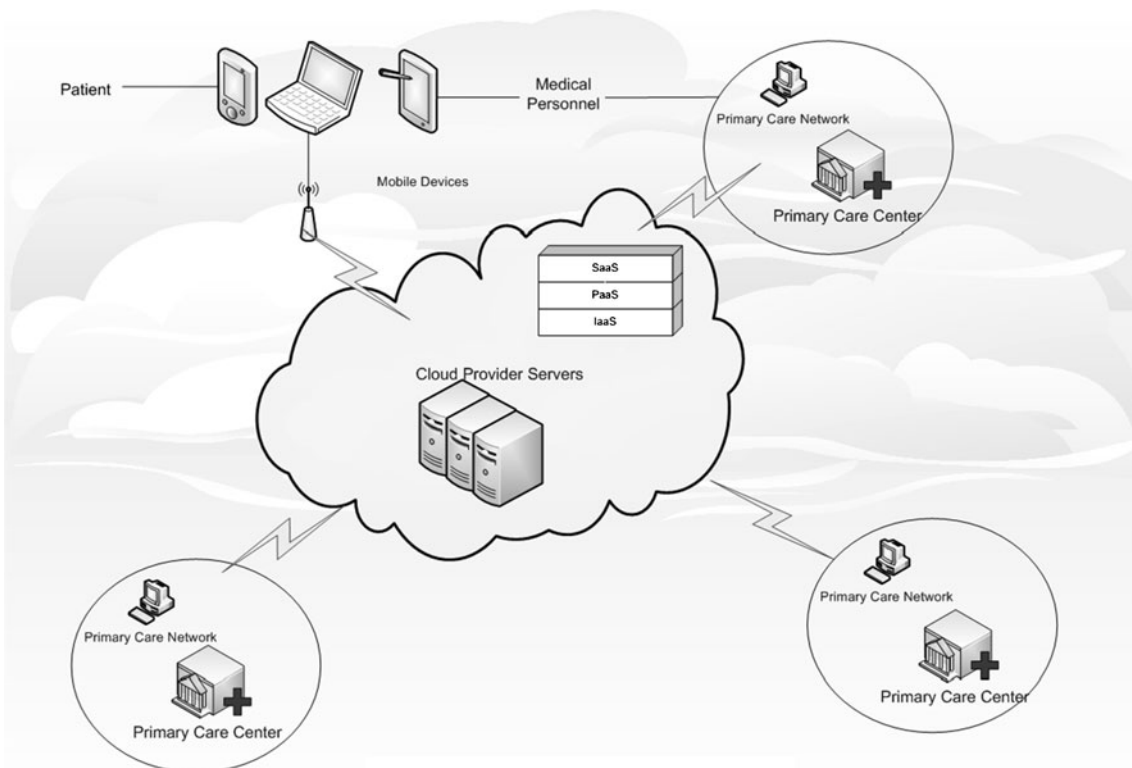 Patient
Medical
Personnel
Primary Care Network
Primary Care Center
Mobile Devices
SaaS
PaaS
IaaS
Cloud Provider Servers
Primary Care Network
Primary Care Center
Primary Care Network
Primary Care Center